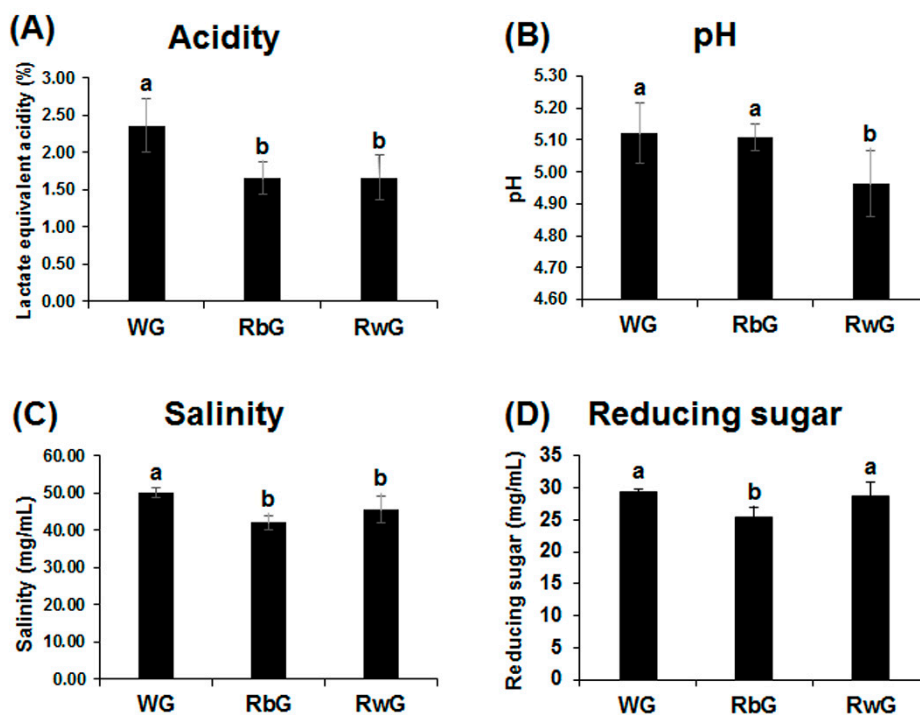 (A) Acidity
Lactate equivalent acidity (%)
3.00
2.50
2.00
1.50
1.00
0.50
0.00
a
b
b
WG RbG RwG
(B) pH
pH
5.30
5.20
5.10
5.00
4.90
4.80
4.70
4.60
a
a
b
WG RbG RwG
(C) Salinity
Salinity (mg/mL)
60.00
50.00
40.00
30.00
20.00
10.00
0.00
a
b
b
WG RbG RwG
(D) Reducing sugar
Reducing sugar (mg/mL)
35
30
25
20
15
10
5
0
a
b
a
WG RbG RwG